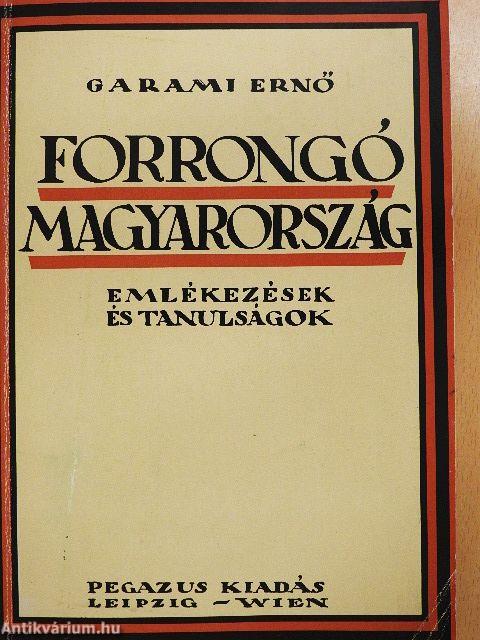 GARAMI ERNŐ
FORRONGÓ
MAGYARORSZÁG
EMLÉKEZÉSEK
ÉS TANULSÁGOK
PEGAZUS KIADÁS
LEIPZIG – WIEN
Antikvárium.hu